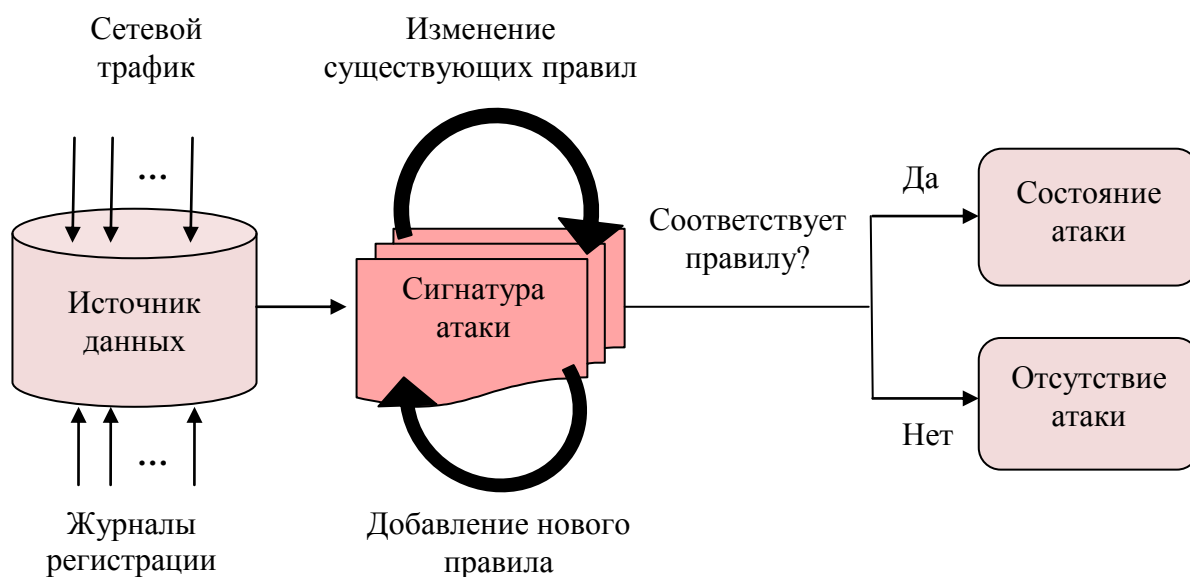 Сетевой
трафик
Изменение
существующих правил
...
Источник
данных
...
Журналы
регистрации
Сигнатура
атаки
Добавление нового
правила
Соответствует
правилу?
Да
Состояние
атаки
Нет
Отсутствие
атаки